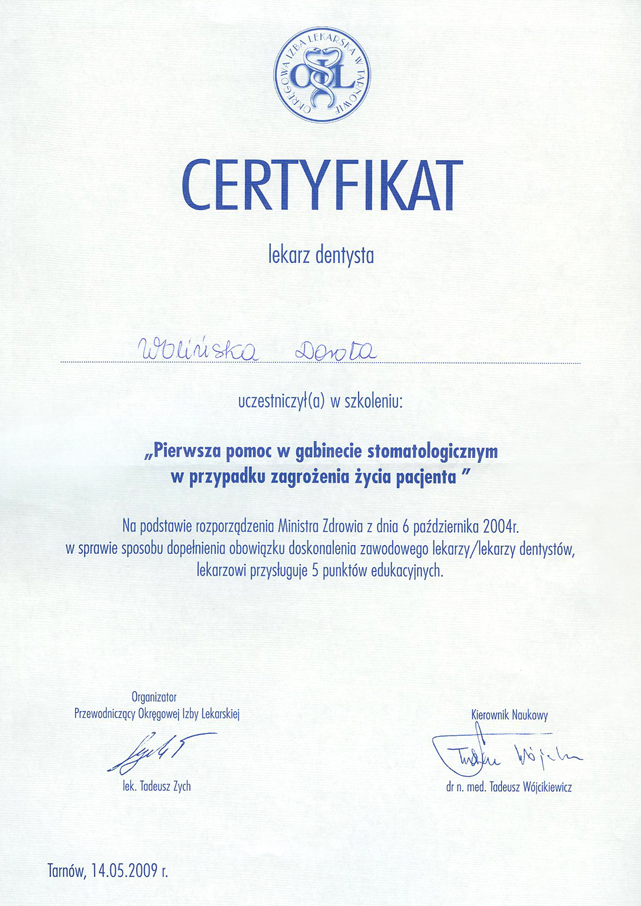 OKRĘGOWA IZBA LEKARSKA W TARNOWIE
OIL
CERTYFIKAT
lekarz dentysta
Wolińska Dorota
uczestniczył(a) w szkoleniu:
„Pierwsza pomoc w gabinecie stomatologicznym
w przypadku zagrożenia życia pacjenta ”
Na podstawie rozporządzenia Ministra Zdrowia z dnia 6 października 2004r.
w sprawie sposobu dopełnienia obowiązku doskonalenia zawodowego lekarzy/lekarzy dentystów,
lekarzowi przysługuje 5 punktów edukacyjnych.
Organizator
Przewodniczący Okręgowej Izby Lekarskiej
lek. Tadeusz Zych
Kierownik Naukowy
dr n. med. Tadeusz Wójcikiewicz
Tarnów, 14.05.2009 r.